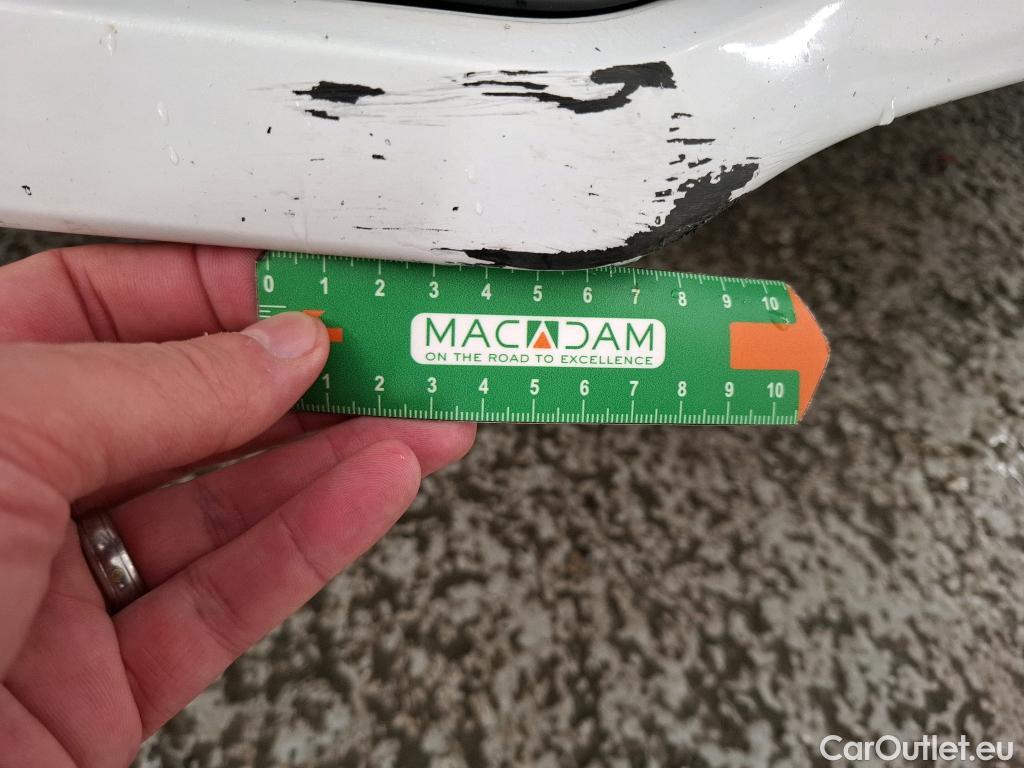 0 1 2 3 4 5 6 7 8 9 10
MACADAM
ON THE ROAD TO EXCELLENCE
1 2 3 4 5 6 7 8 9 10
CarOutlet.eu